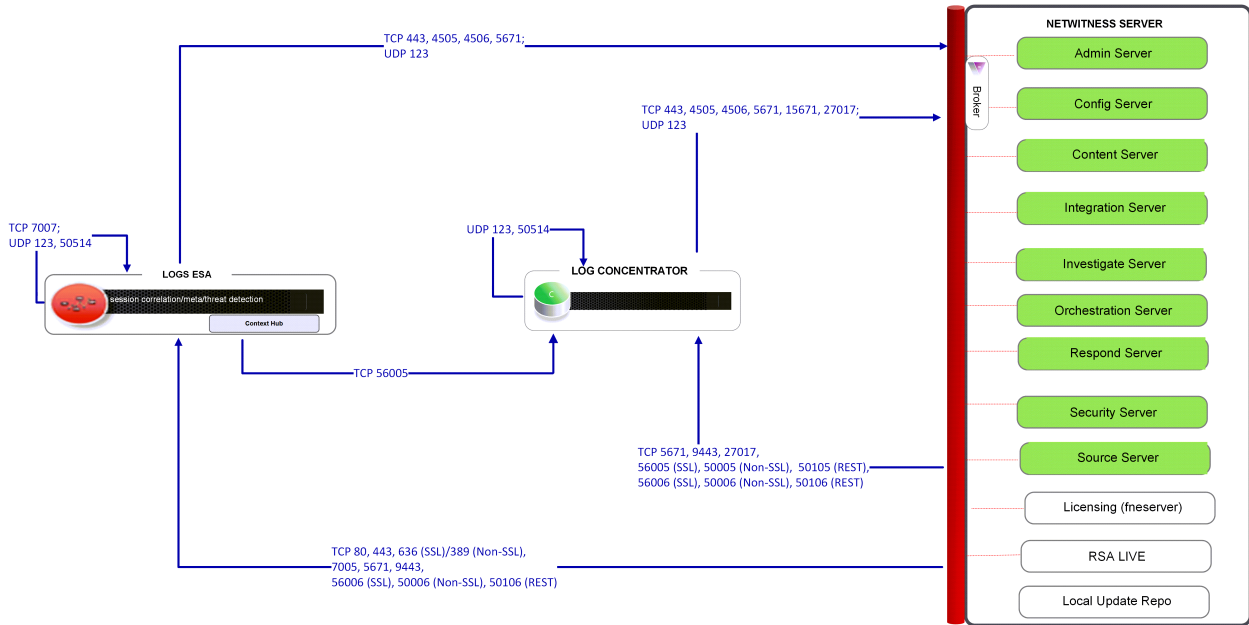 NETWITNESS SERVER
TCP 443, 4505, 4506, 5671;
UDP 123
Admin Server
Broker
Config Server
TCP 443, 4505, 4506, 5671, 15671, 27017;
UDP 123
Content Server
Integration Server
TCP 7007;
UDP 123, 50514
UDP 123, 50514
Investigate Server
LOGS ESA
LOG CONCENTRATOR
session correlation/meta/threat detection
C
Context Hub
Orchestration Server
Respond Server
TCP 56005
Security Server
Source Server
TCP 5671, 9443, 27017,
56005 (SSL), 50005 (Non-SSL), 50105 (REST),
56006 (SSL), 50006 (Non-SSL), 50106 (REST)
Licensing (fneserver)
TCP 80, 443, 636 (SSL)/389 (Non-SSL),
7005, 5671, 9443,
56006 (SSL), 50006 (Non-SSL), 50106 (REST)
RSA LIVE
Local Update Repo